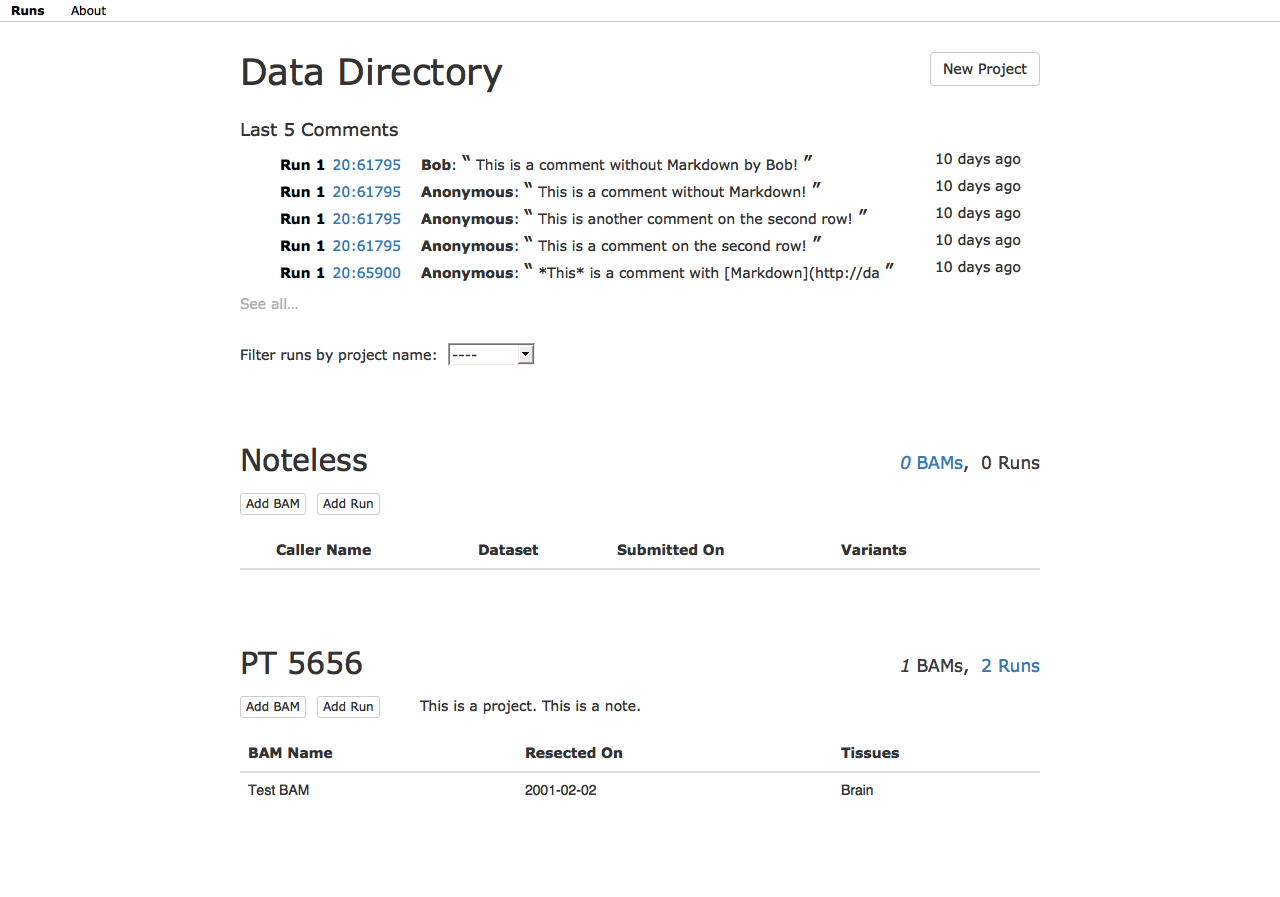 Runs About
Data Directory New Project
Last 5 Comments
Run 1 20:61795 Bob: “ This is a comment without Markdown by Bob! ” 10 days ago
Run 1 20:61795 Anonymous: “ This is a comment without Markdown! ” 10 days ago
Run 1 20:61795 Anonymous: “ This is another comment on the second row! ” 10 days ago
Run 1 20:61795 Anonymous: “ This is a comment on the second row! ” 10 days ago
Run 1 20:65900 Anonymous: “ *This* is a comment with [Markdown](http://da ” 10 days ago
See all...
Filter runs by project name: ----
Noteless 0 BAMs, 0 Runs
Add BAM Add Run
Caller Name Dataset Submitted On Variants
PT 5656 1 BAMs, 2 Runs
Add BAM Add Run This is a project. This is a note.
BAM Name Resected On Tissues
Test BAM 2001-02-02 Brain